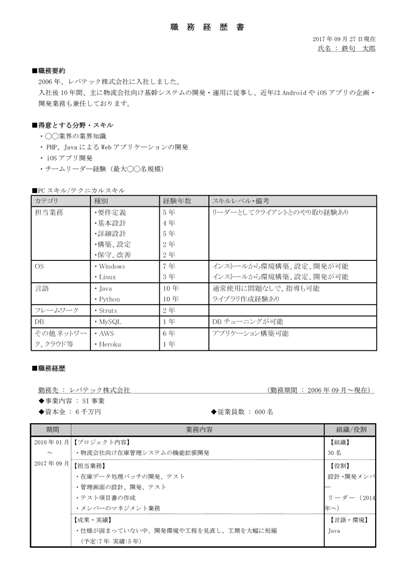 職 務 経 歴 書
2017 年 09 月 27 日現在
氏名 : 鉄旬 太郎
■職務要約
2006 年、レバテック株式会社に入社しました。
入社後 10 年間、主に物流会社向け基幹システムの開発・運用に従事し、近年は Android や iOS アプリの企画・
開発業務も兼任しております。
■得意とする分野・スキル
・◯◯業界の業界知識
・ PHP、Java による Web アプリケーションの開発
・ iOS アプリ開発
・チームリーダー経験（最大◯◯名規模）
■PC スキル/テクニカルスキル
カテゴリ 種別 経験年数 スキルレベル・備考
担当業務 ・要件定義 5 年 リーダーとしてクライアントとのやり取り経験あり
・基本設計 4 年
・詳細設計 5 年
・構築、設定 2 年
・保守、改善 2 年
OS ・Windows 7 年 インストールから環境構築、設定、開発が可能
・Linux 3 年 インストールから環境構築、設定、開発が可能
言語 ・Java 10 年 通常使用に問題なしで、指導も可能
・Python 10 年 ライブラリ作成経験あり
フレームワーク ・Struts 2 年
DB ・MySQL 1 年 DB チューニングが可能
その他ネットワー ・AWS 6 年 アプリケーション構築可能
ク、クラウド等 ・Heroku 1 年
■職務経歴
勤務先 : レバテック株式会社 （勤務期間 : 2006 年 09 月～現在）
◆事業内容 : SI 事業
◆資本金 : 6 千万円 ◆従業員数 : 600 名
期間 業務内容 組織/役割
2010 年 01 月 【プロジェクト内容】 【組織】
～ ・物流会社向け在庫管理システムの機能拡張開発 30 名
2017 年 09 月 【担当業務】 【役割】
・在庫データ処理バッチの開発、テスト 設計・開発メンバ
・管理画面の設計、開発、テスト ー
・テスト項目書の作成 リーダー（2014
・メンバーのマネジメント業務 年～）
【成果・実績】 【言語・環境】
・仕様が固まっていない中、開発環境や工程を見直し、工期を大幅に短縮 Java
（予定:7 年 実績:5 年）